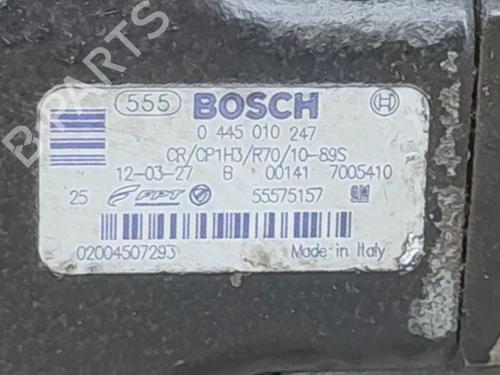 B PARTS
555 BOSCH
0 445 010 247
CR/CP1H3/R70/10-89S
12-03-27 B 00141 7005410
25 FPT 55575157 GM
02004507293 Made in Italy